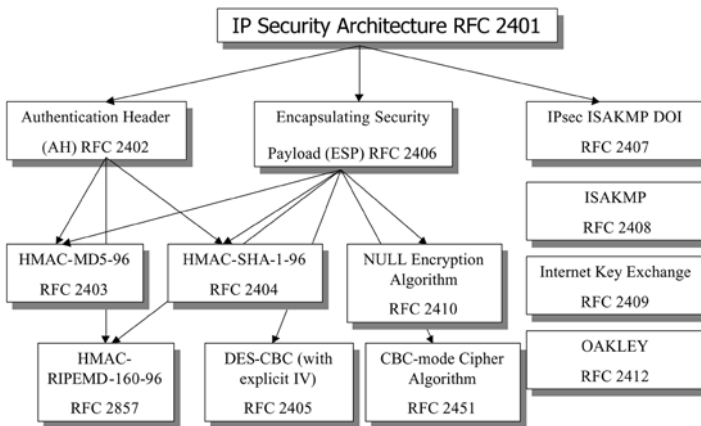 IP Security Architecture RFC 2401
Authentication Header
(AH) RFC 2402
Encapsulating Security
Payload (ESP) RFC 2406
IPsec ISAKMP DOI
RFC 2407
ISAKMP
RFC 2408
HMAC-MD5-96
RFC 2403
HMAC-SHA-1-96
RFC 2404
NULL Encryption
Algorithm
RFC 2410
Internet Key Exchange
RFC 2409
HMAC-
RIPEMD-160-96
RFC 2857
DES-CBC (with
explicit IV)
RFC 2405
CBC-mode Cipher
Algorithm
RFC 2451
OAKLEY
RFC 2412